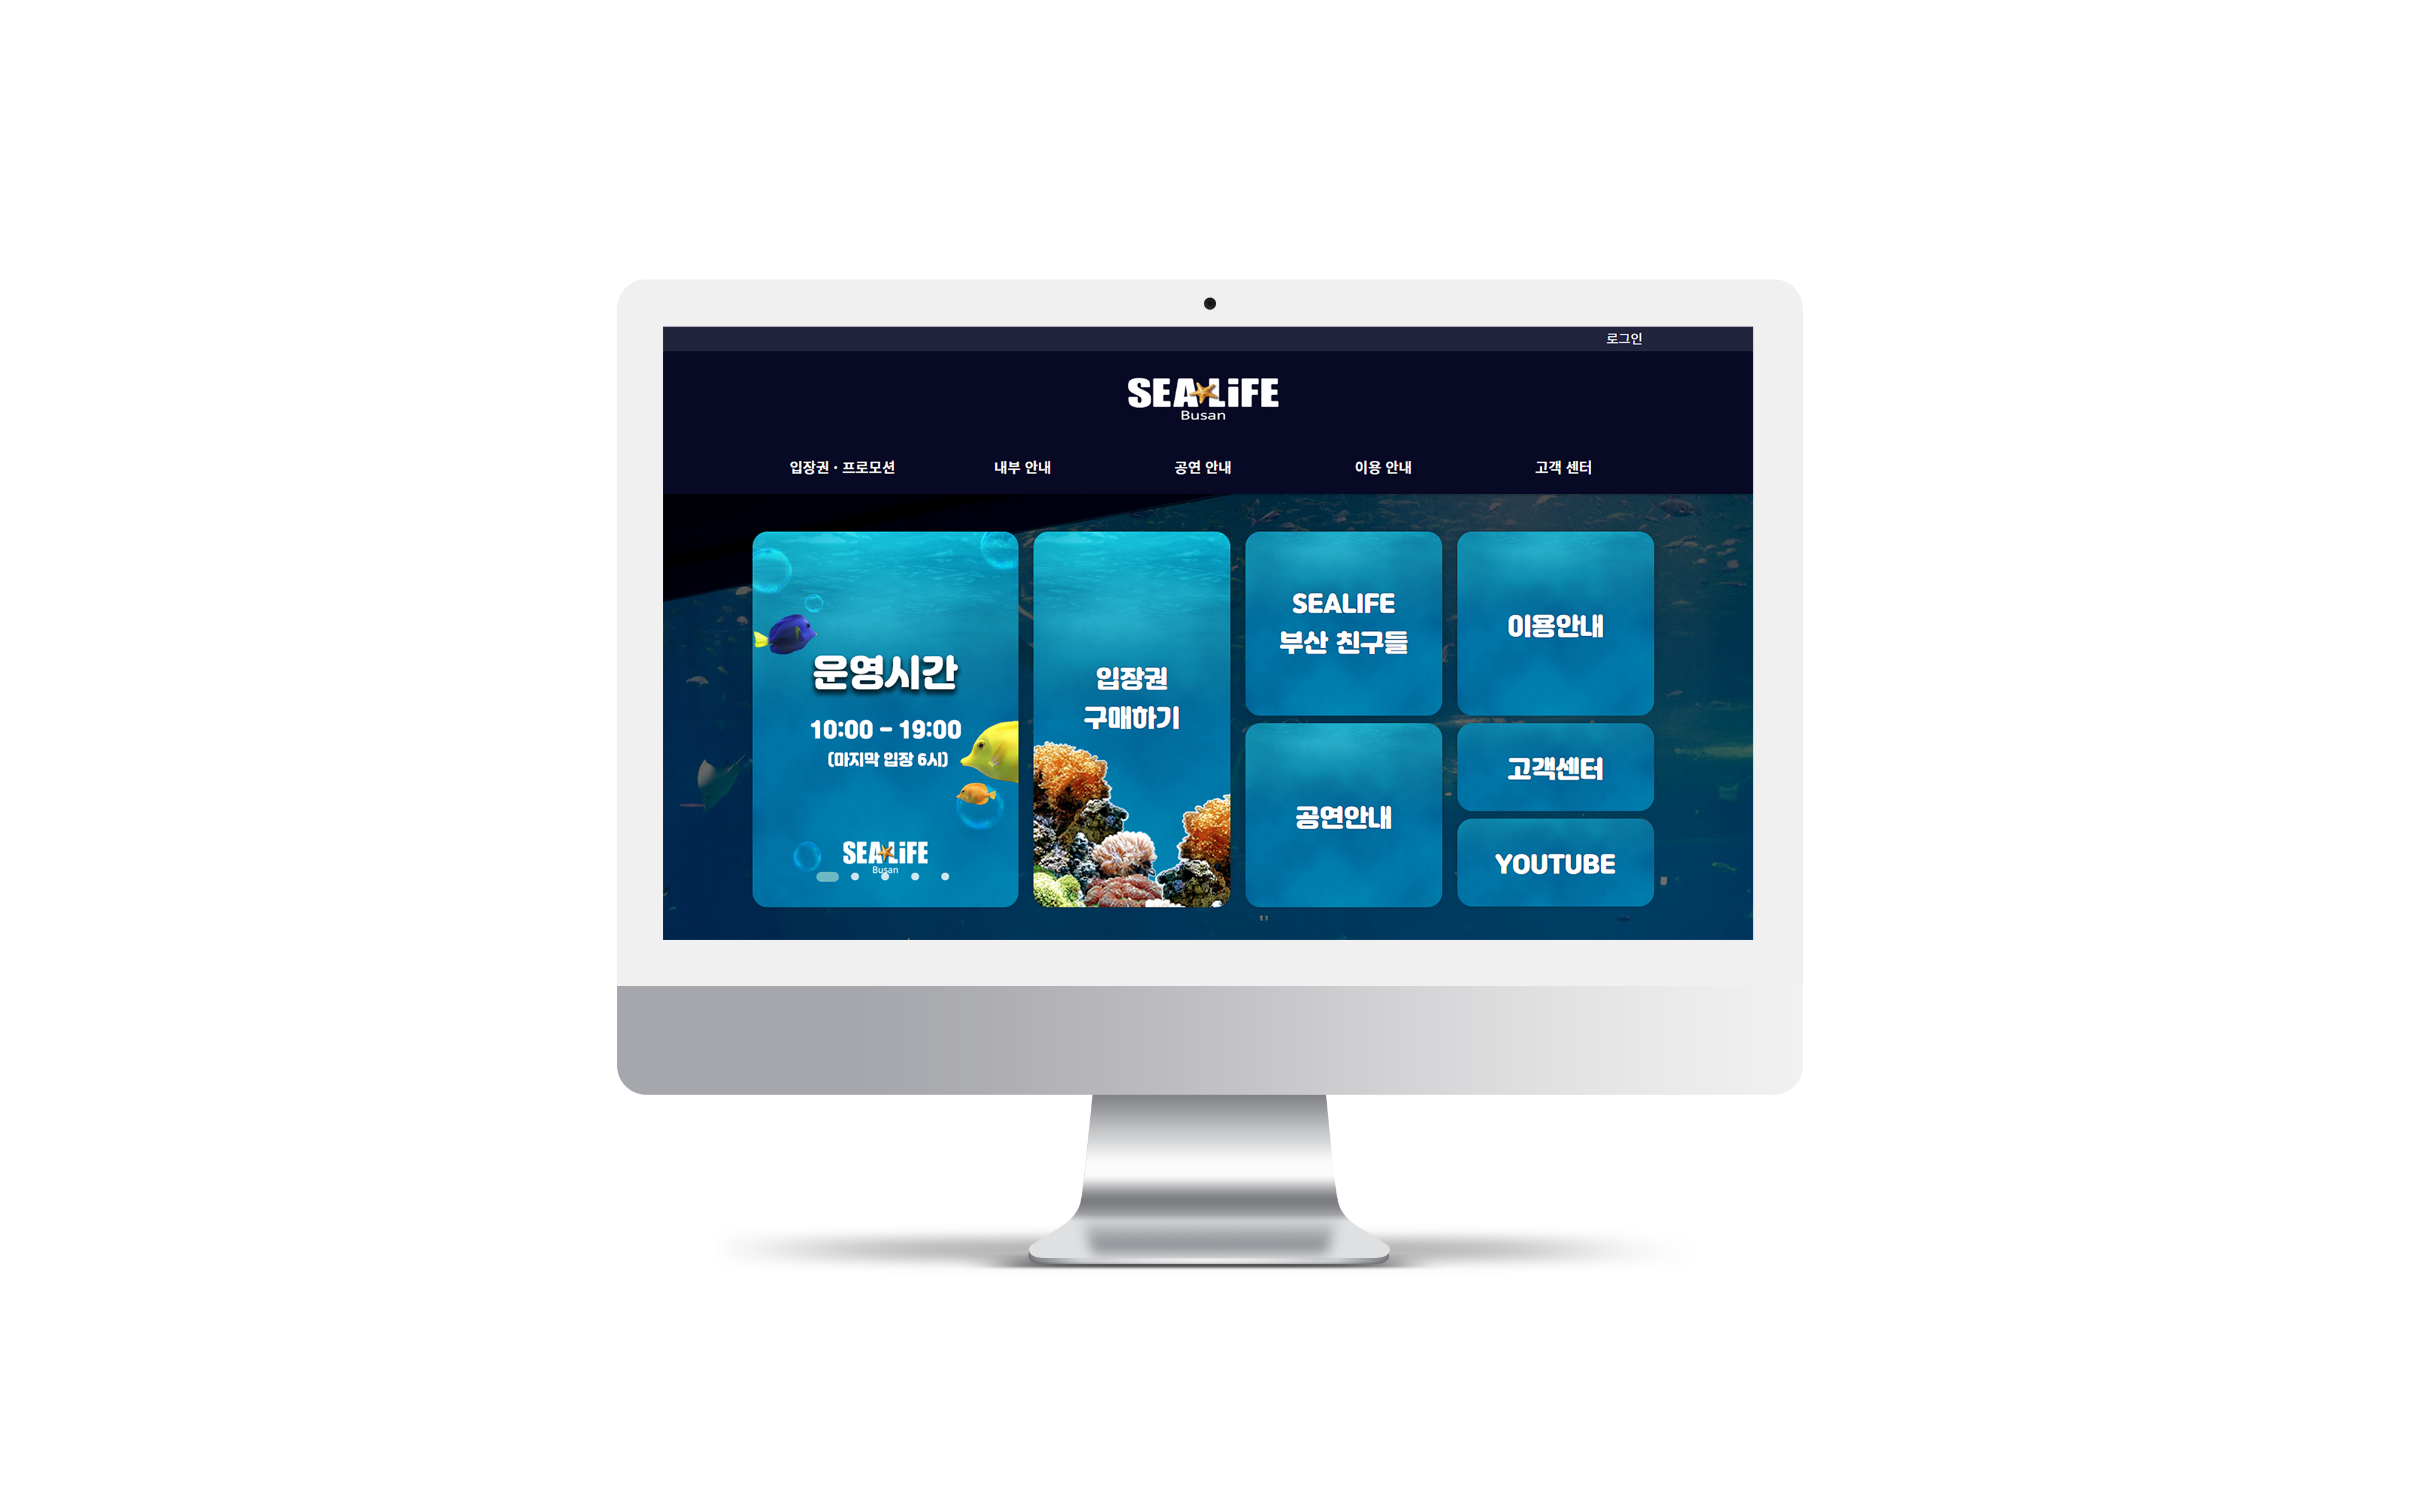 로그인
SEALiFE
Busan
입장권 · 프로모션
내부 안내
공연 안내
이용 안내
고객 센터
운영시간
10:00 – 19:00
(마지막 입장 6시)
SEALiFE
Busan
입장권
구매하기
SEALIFE
부산 친구들
공연안내
이용안내
고객센터
YOUTUBE